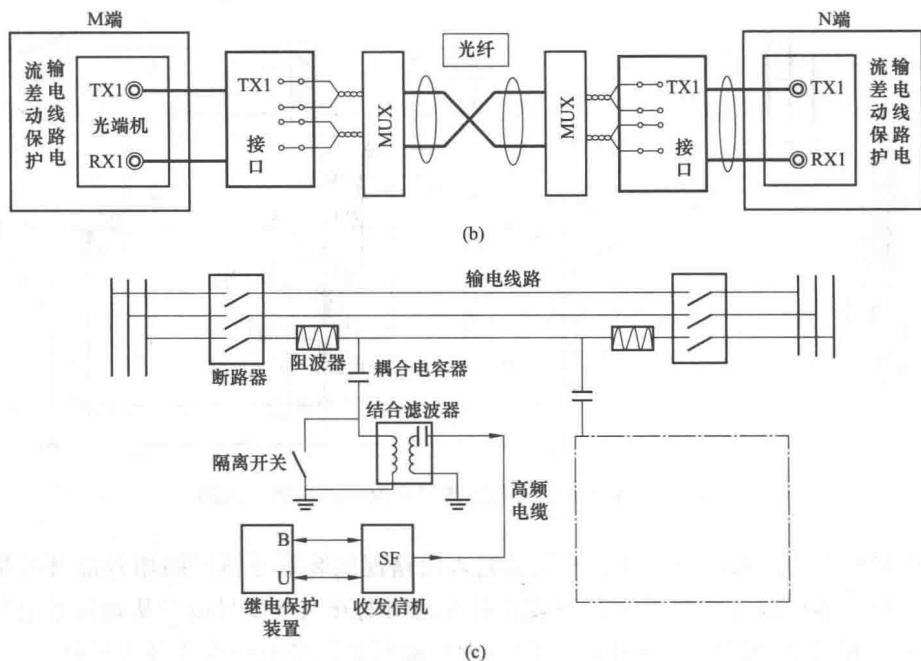 M端
N端
输电线路电
流差动保护
TX1
光端机
RX1
TX1
接口
MUX
光纤
MUX
TX1
接口
TX1
RX1
输电线路电
流差动保护
(b)
输电线路
断路器
阻波器
耦合电容器
结合滤波器
隔离开关
高频
电缆
B
U
SF
继电保护
装置
收发信机
(c)